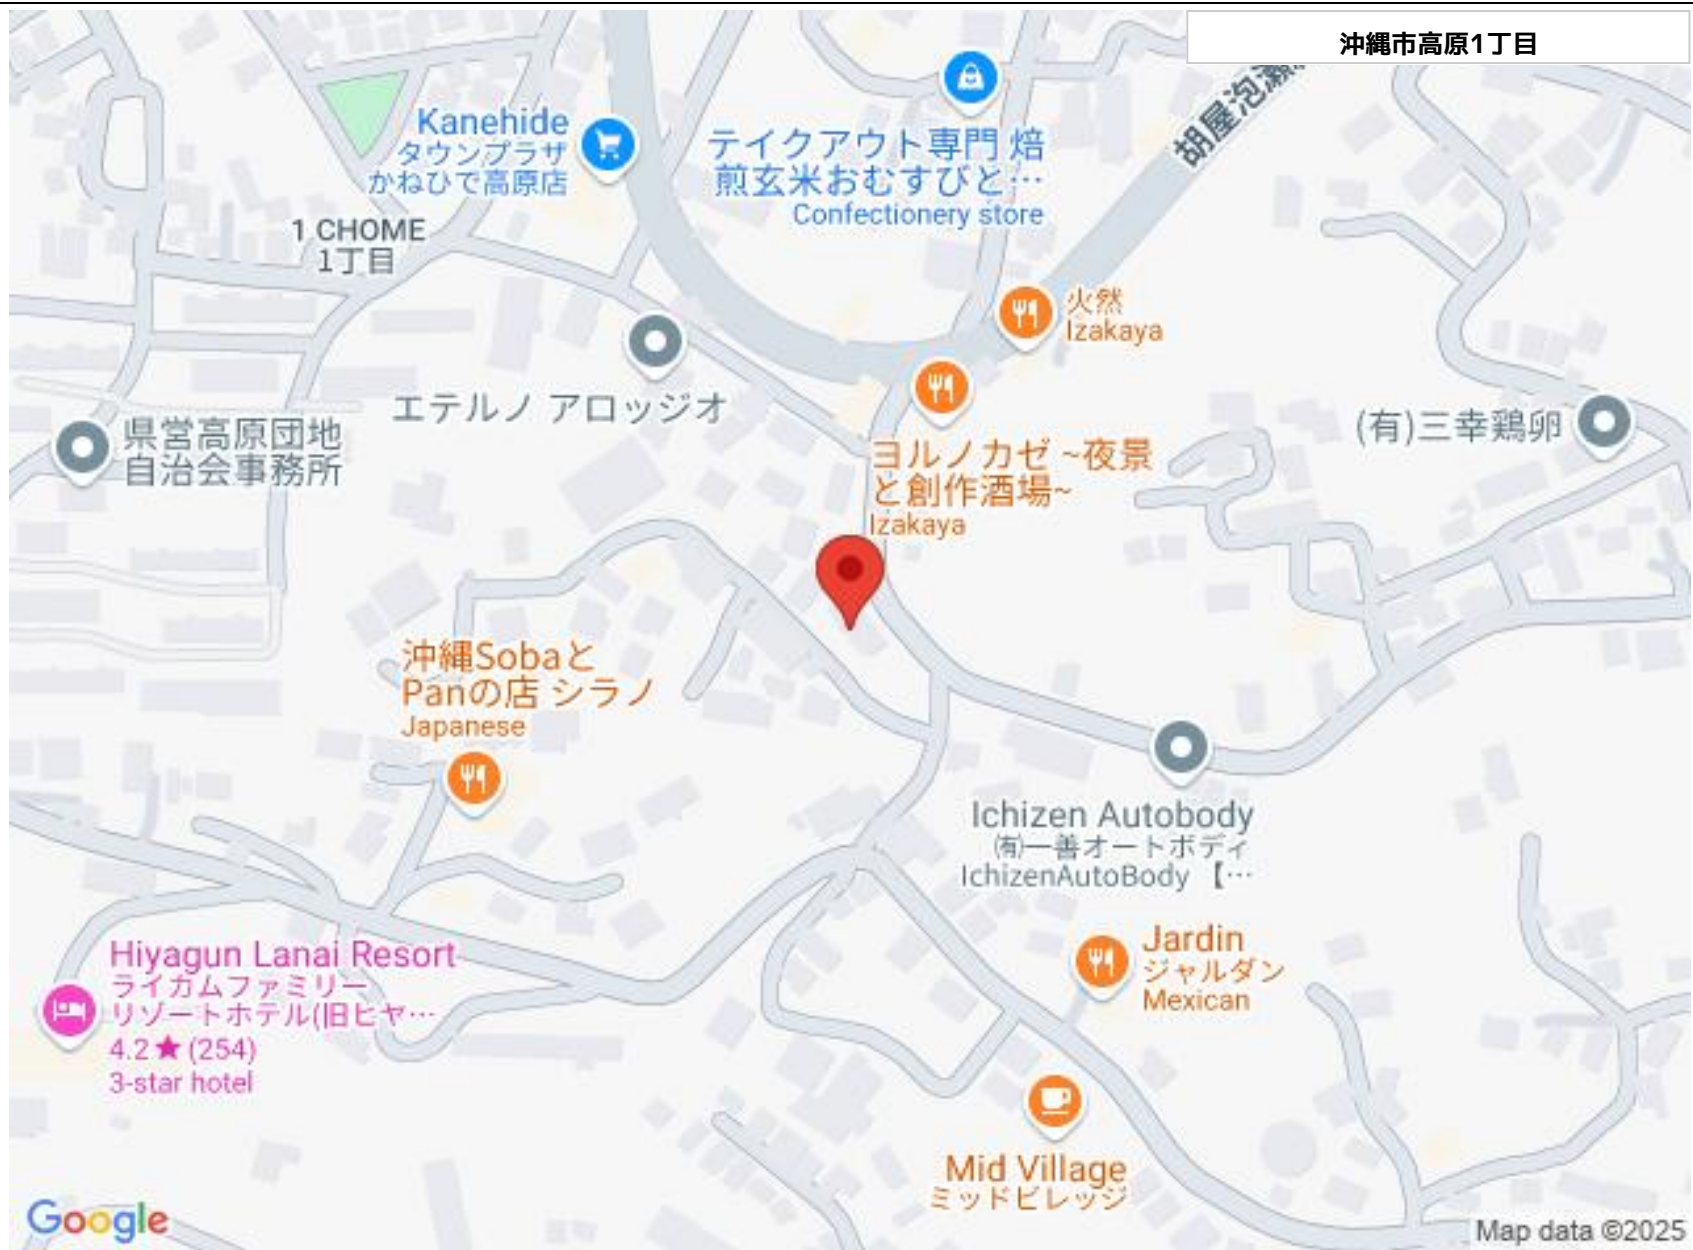 沖縄市高原1丁目
胡屋泡瀬
Kanehide
タウンプラザ
かねひで高原店
テイクアウト専門 焙
煎玄米おむすびと…
Confectionery store
1 CHOME
1丁目
火然
Izakaya
エテルノ アロッジオ
ヨルノカゼ ~夜景
と創作酒場~
Izakaya
(有)三幸鶏卵
県営高原団地
自治会事務所
沖縄Sobaと
Panの店 シラノ
Japanese
Ichizen Autobody
㈲一善オートボディ
IchizenAutoBody 【…
Hiyagun Lanai Resort
ライカムファミリー
リゾートホテル(旧ヒヤ…
4.2★ (254)
3-star hotel
Jardin
ジャルダン
Mexican
Mid Village
ミッドビレッジ
Google
Map data ©2025